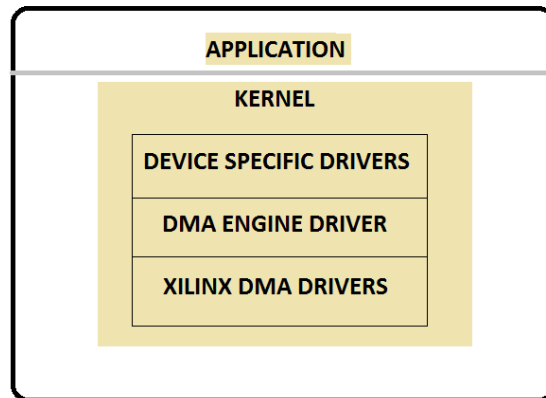 APPLICATION
KERNEL
DEVICE SPECIFIC DRIVERS
DMA ENGINE DRIVER
XILINX DMA DRIVERS